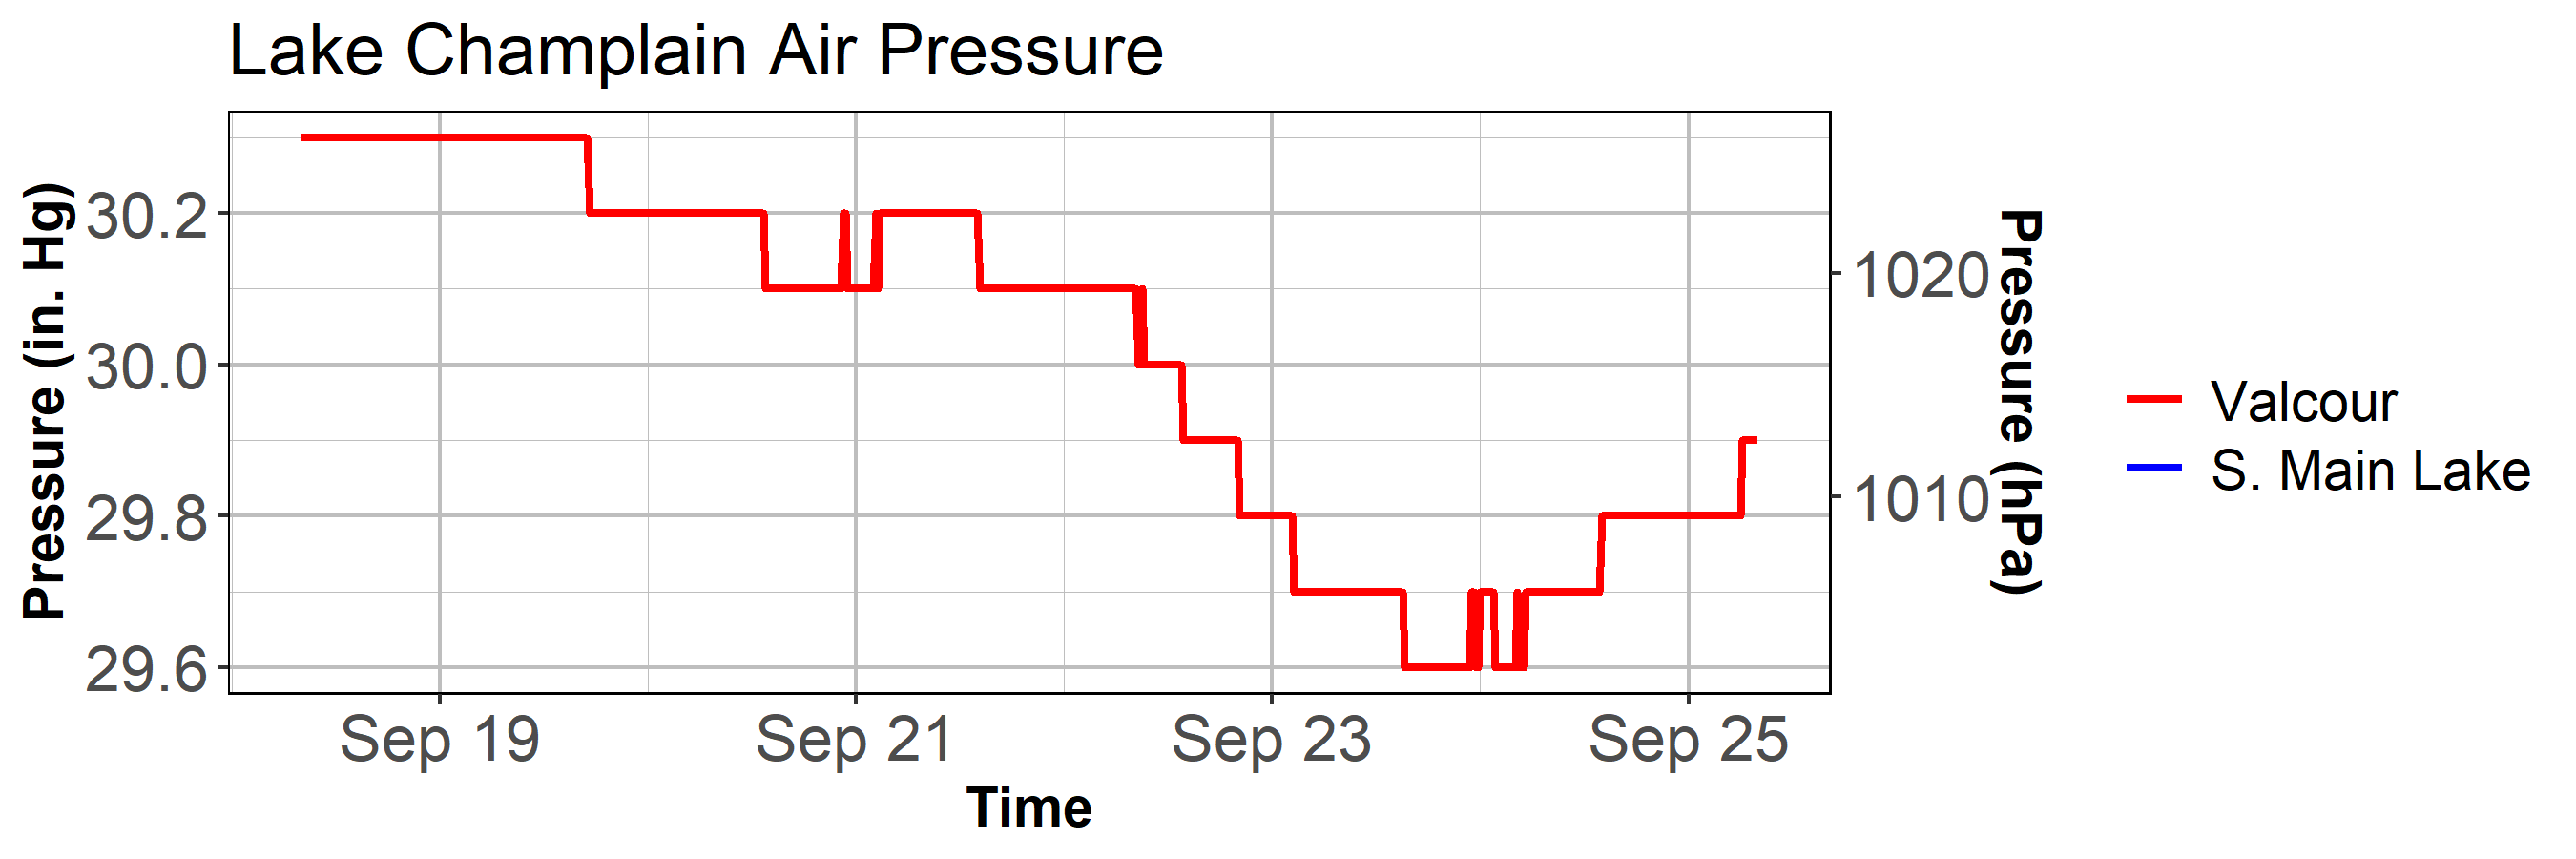 Lake Champlain Air Pressure
Pressure (in. Hg)
30.2
30.0
29.8
29.6
Sep 19
Sep 21
Sep 23
Sep 25
Time
1020
1010
Pressure (hPa)
Valcour
S. Main Lake